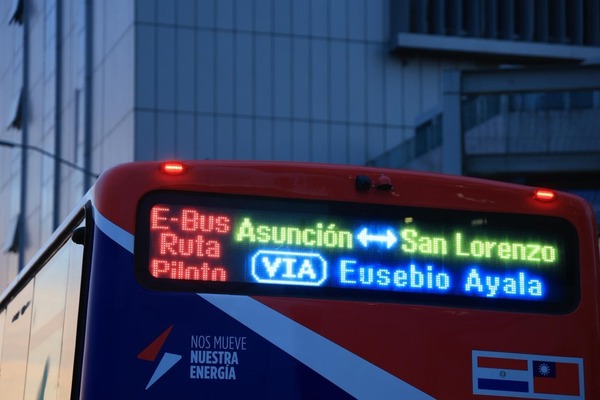 E-Bus
Ruta
Piloto
Asunción ↔ San Lorenzo
VIA Eusebio Ayala
NOS MUEVE
NUESTRA
ENERGÍA